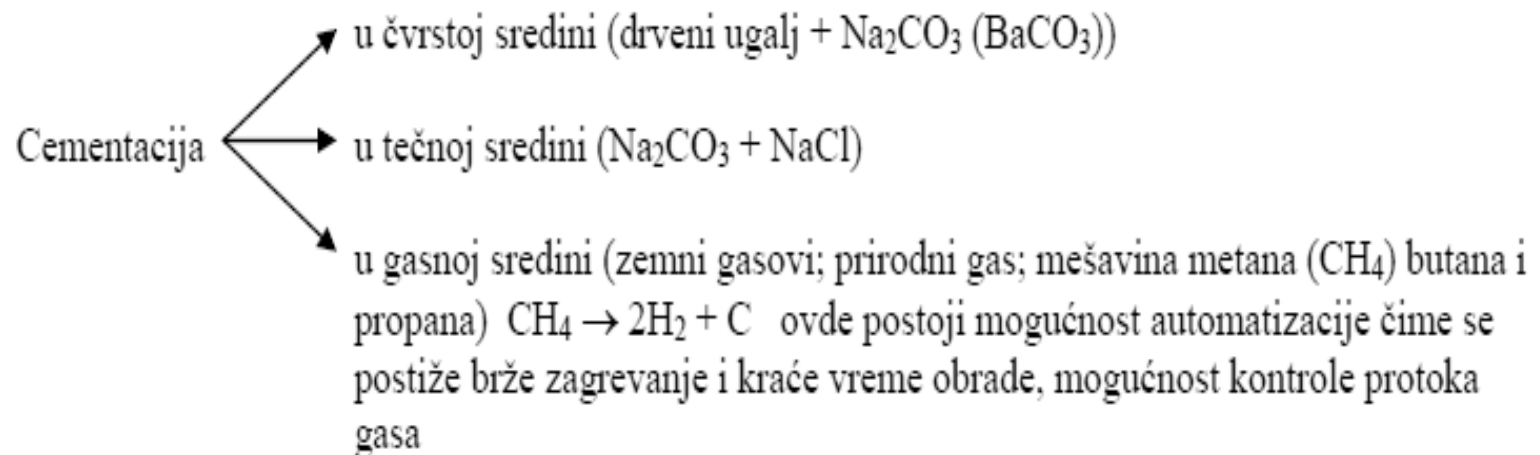 u čvrstoj sredini (drveni ugalj + Na₂CO₃ (BaCO₃))
Cementacija
u tečnoj sredini (Na₂CO₃ + NaCl)
u gasnoj sredini (zemni gasovi; prirodni gas; mešavina metana (CH₄) butana i
propana) CH₄ → 2H₂ + C ovde postoji mogućnost automatizacije čime se
postiže brže zagrevanje i kraće vreme obrade, mogućnost kontrole protoka
gasa